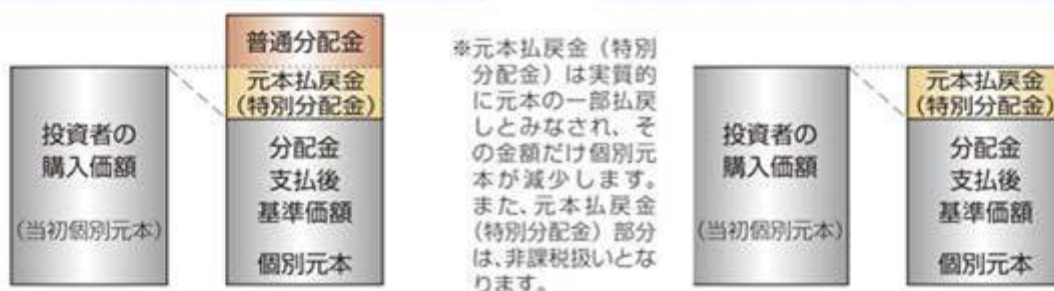 投資者の
購入価額
(当初個別元本)
普通分配金
元本払戻金
(特別分配金)
分配金
支払後
基準価額
個別元本
※元本払戻金(特別
分配金)は実質的
に元本の一部払戻
しとみなされ、そ
の金額だけ個別元
本が減少します。
また、元本払戻金
(特別分配金)部分
は、非課税扱いとな
ります。
投資者の
購入価額
(当初個別元本)
元本払戻金
(特別分配金)
分配金
支払後
基準価額
個別元本